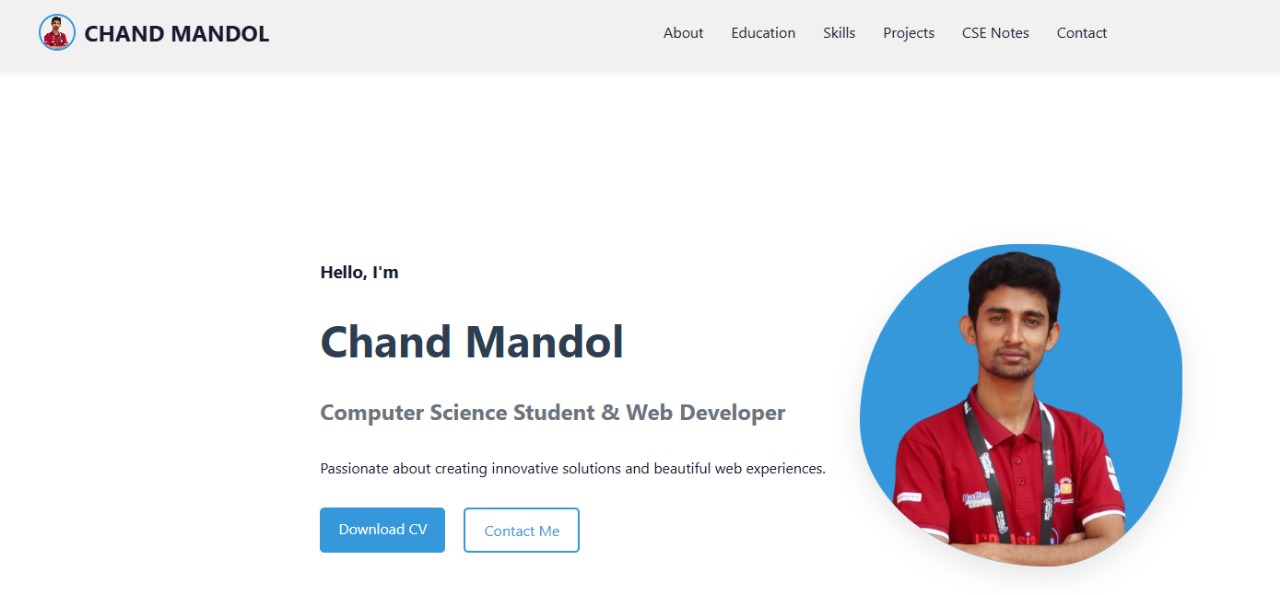 CHAND MANDOL
About Education Skills Projects CSE Notes Contact
Hello, I'm
Chand Mandol
Computer Science Student & Web Developer
Passionate about creating innovative solutions and beautiful web experiences.
Download CV Contact Me